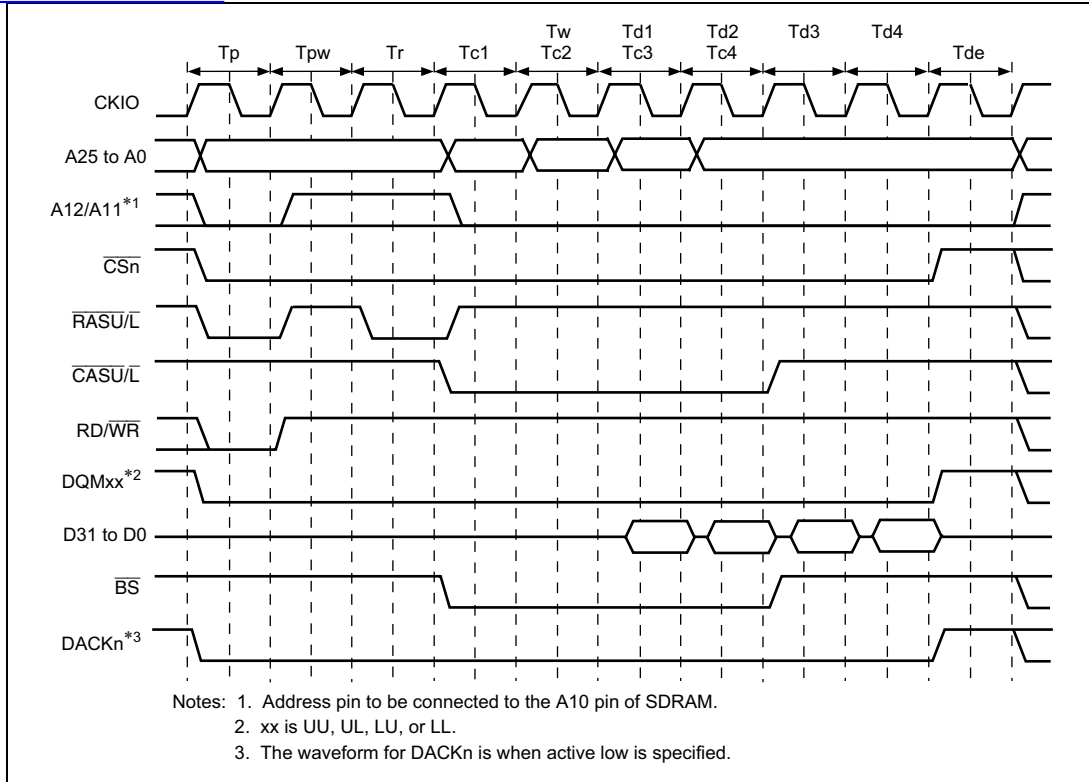 Tw Td1 Td2 Td3 Td4
Tp Tpw Tr Tc1 Tc2 Tc3 Tc4 Tde
CKIO
A25 to A0
A12/A11*1
CSn
RASU/L
CASU/L
RD/WR
DQMxx*2
D31 to D0
BS
DACKn*3
Notes: 1. Address pin to be connected to the A10 pin of SDRAM.
2. xx is UU, UL, LU, or LL.
3. The waveform for DACKn is when active low is specified.